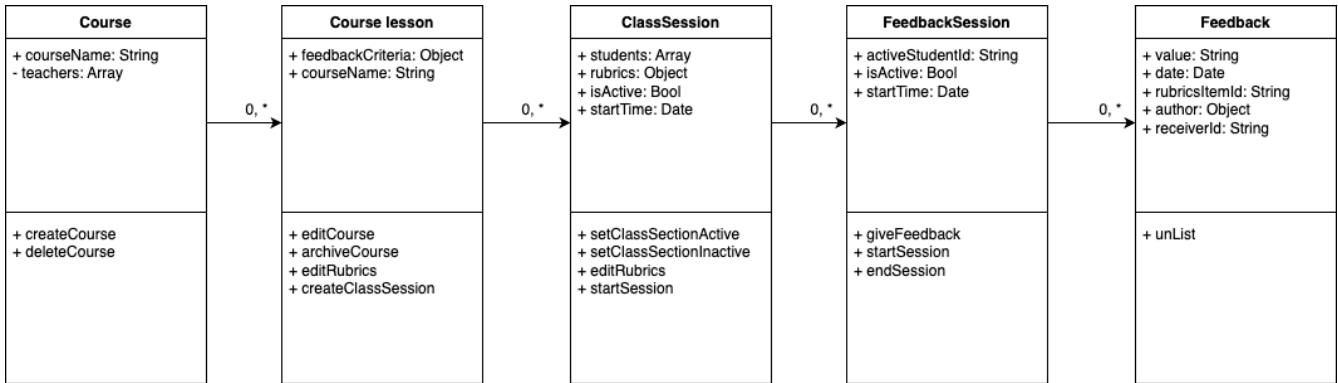 Course
+ courseName: String
- teachers: Array
+ createCourse
+ deleteCourse
0, *
Course lesson
+ feedbackCriteria: Object
+ courseName: String
+ editCourse
+ archiveCourse
+ editRubrics
+ createClassSession
0, *
ClassSession
+ students: Array
+ rubrics: Object
+ isActive: Bool
+ startTime: Date
+ setClassSectionActive
+ setClassSectionInactive
+ editRubrics
+ startSession
0, *
FeedbackSession
+ activeStudentId: String
+ isActive: Bool
+ startTime: Date
+ giveFeedback
+ startSession
+ endSession
0, *
Feedback
+ value: String
+ date: Date
+ rubricsItemId: String
+ author: Object
+ receiverId: String
+ unList